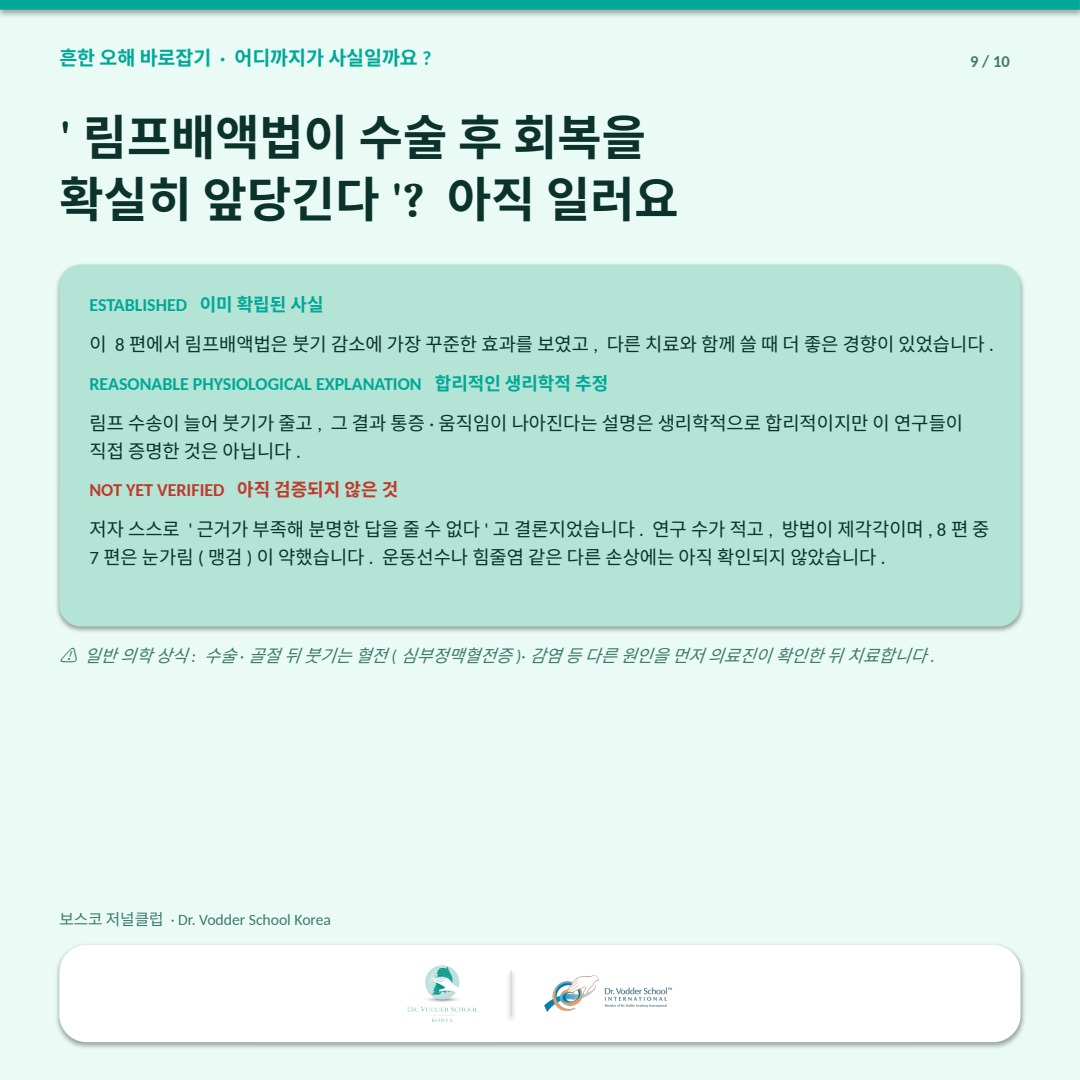 흔한 오해 바로잡기 · 어디까지가 사실일까요 ?
9 / 10
' 림프배액법이 수술 후 회복을
확실히 앞당긴다 '? 아직 일러요
ESTABLISHED 이미 확립된 사실
이 8 편에서 림프배액법은 붓기 감소에 가장 꾸준한 효과를 보였고 , 다른 치료와 함께 쓸 때 더 좋은 경향이 있었습니다 .
REASONABLE PHYSIOLOGICAL EXPLANATION 합리적인 생리학적 추정
림프 수송이 늘어 붓기가 줄고 , 그 결과 통증 · 움직임이 나아진다는 설명은 생리학적으로 합리적이지만 이 연구들이
직접 증명한 것은 아닙니다 .
NOT YET VERIFIED 아직 검증되지 않은 것
저자 스스로 ' 근거가 부족해 분명한 답을 줄 수 없다 ' 고 결론지었습니다 . 연구 수가 적고 , 방법이 제각각이며 , 8 편 중
7 편은 눈가림 ( 맹검 ) 이 약했습니다 . 운동선수나 힘줄염 같은 다른 손상에는 아직 확인되지 않았습니다 .
⚠ 일반 의학 상식 : 수술 · 골절 뒤 붓기는 혈전 ( 심부정맥혈전증 )· 감염 등 다른 원인을 먼저 의료진이 확인한 뒤 치료합니다 .
보스코 저널클럽 · Dr. Vodder School Korea
DR. VODDER SCHOOL
KOREA
Dr. Vodder School™
INTERNATIONAL
Member of Dr. Vodder Academy International